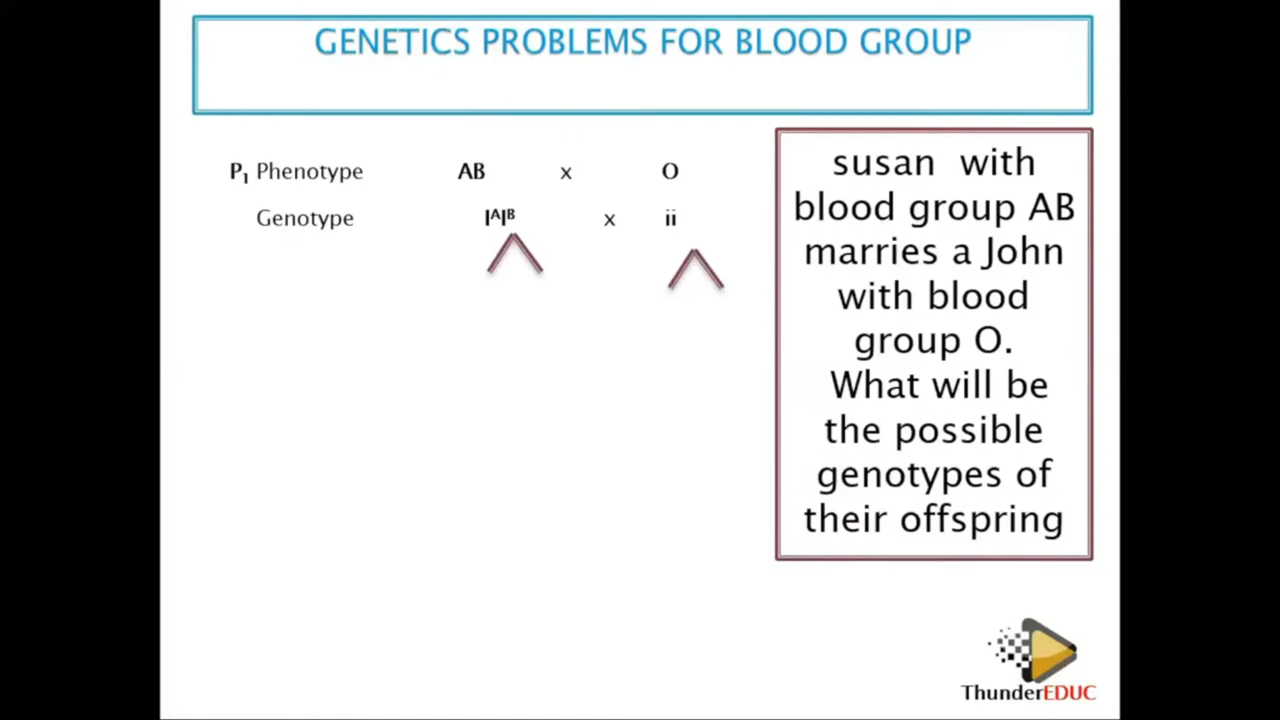 GENETICS PROBLEMS FOR BLOOD GROUP
P₁ Phenotype AB x O
Genotype IᴬIᴮ x ii
susan with
blood group AB
marries a John
with blood
group O.
What will be
the possible
genotypes of
their offspring
ThunderEDUC